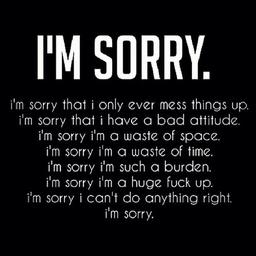 I'M SORRY.
i'm sorry that i only ever mess things up.
i'm sorry that i have a bad attitude.
i'm sorry i'm a waste of space.
i'm sorry i'm a waste of time.
i'm sorry i'm such a burden.
i'm sorry i'm a huge fuck up.
i'm sorry i can't do anything right.
i'm sorry.